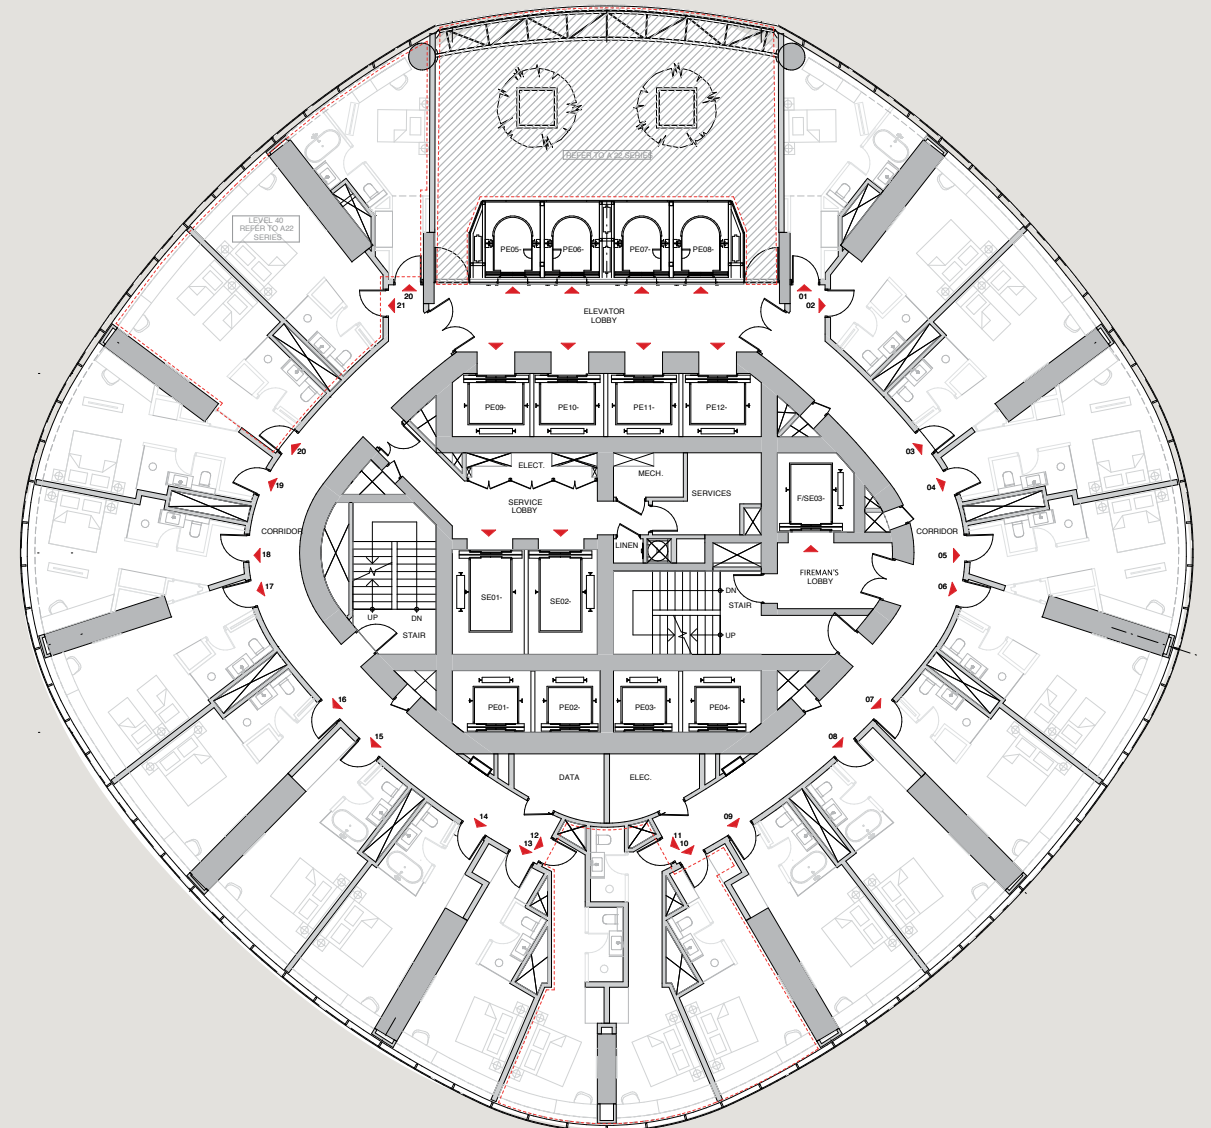 REFER TO A 22 SERIES
LEVEL 40
REFER TO A22
SERIES
PE05-
PE06-
PE07-
PE08-
20
21
01
02
ELEVATOR
LOBBY
PE09-
PE10-
PE11-
PE12-
20
19
03
04
ELECT.
MECH.
SERVICES
SERVICE
LOBBY
F/SE03-
CORRIDOR
CORRIDOR
LINEN
18
17
05
06
FIREMAN'S
LOBBY
SE01-
SE02-
DN
STAIR
UP
UP
DN
STAIR
16
15
07
08
PE01-
PE02-
PE03-
PE04-
DATA
ELEC.
14
12
13
11
10
09